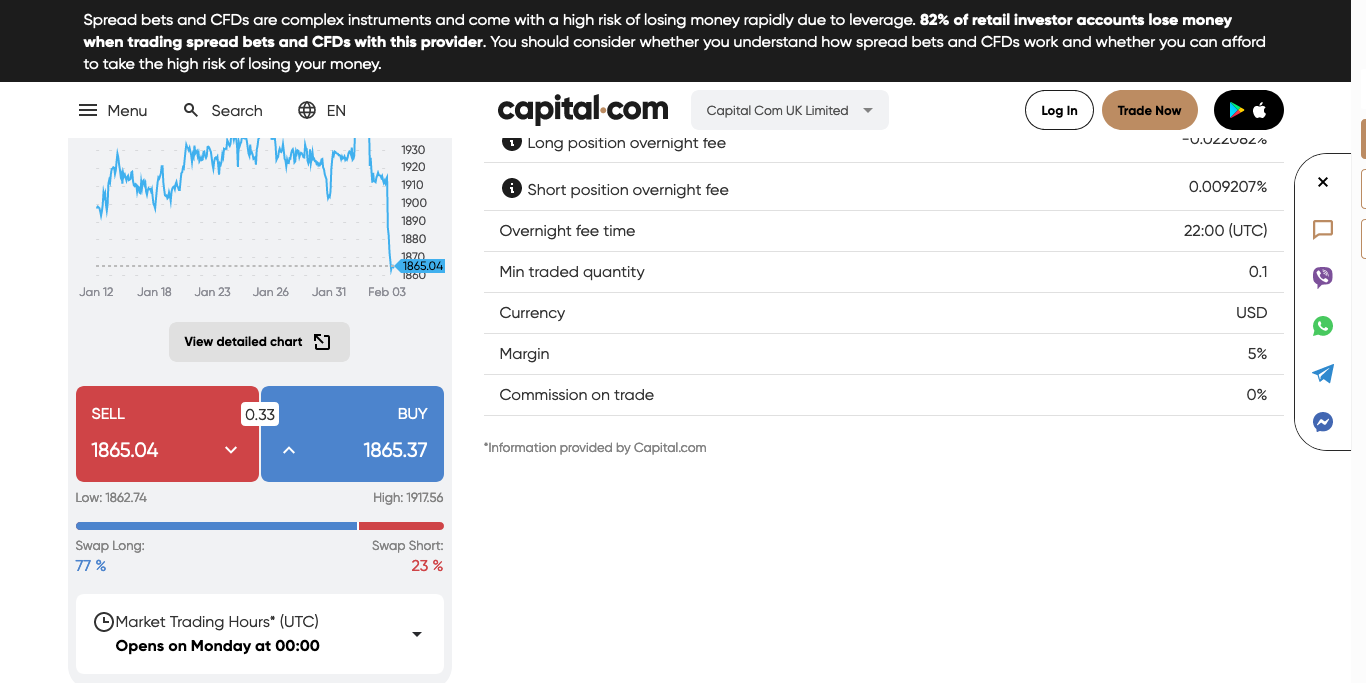 Spread bets and CFDs are complex instruments and come with a high risk of losing money rapidly due to leverage. 82% of retail investor accounts lose money
when trading spread bets and CFDs with this provider. You should consider whether you understand how spread bets and CFDs work and whether you can afford
to take the high risk of losing your money.
Menu Search EN
capital.com
Capital Com UK Limited
Log In
Trade Now
1930
1920
1910
1900
1890
1880
1870
1865.04
1860
Jan 12 Jan 18 Jan 23 Jan 26 Jan 31 Feb 03
View detailed chart
SELL 0.33 BUY
1865.04 1865.37
Low: 1862.74 High: 1917.56
Swap Long: Swap Short:
77 % 23 %
Market Trading Hours* (UTC)
Opens on Monday at 00:00
Long position overnight fee -0.022082%
Short position overnight fee 0.009207%
Overnight fee time 22:00 (UTC)
Min traded quantity 0.1
Currency USD
Margin 5%
Commission on trade 0%
*Information provided by Capital.com